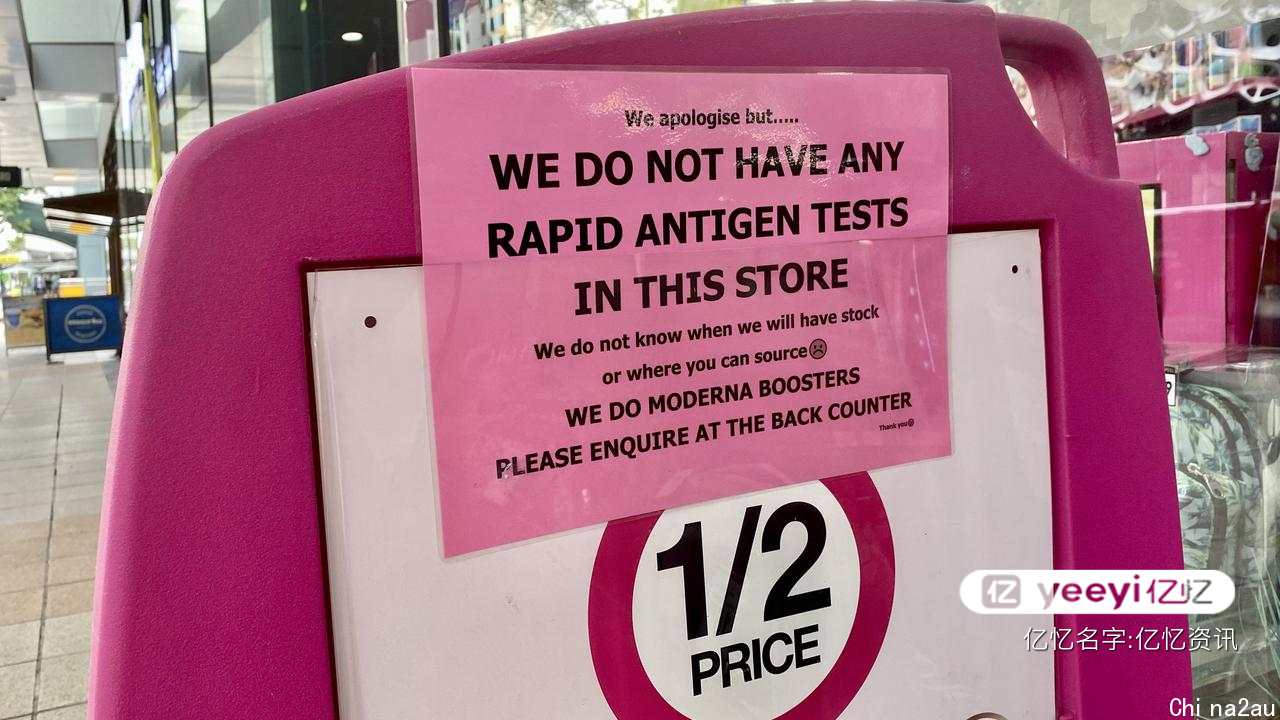 We apologise but.....
WE DO NOT HAVE ANY
RAPID ANTIGEN TESTS
IN THIS STORE
We do not know when we will have stock
or where you can source☹
WE DO MODERNA BOOSTERS
PLEASE ENQUIRE AT THE BACK COUNTER
Thank you☺
1/2
PRICE
9
亿 yeeyi亿忆
亿忆名字:亿忆资讯
Chi na2au